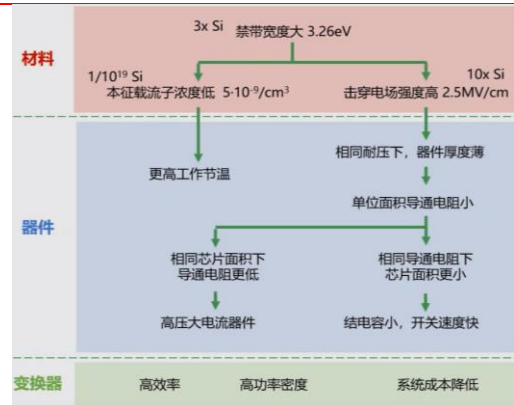 3x Si 禁带宽度大 3.26eV
材料
1/10¹⁹ Si
10x Si
本征载流子浓度低 5·10⁻⁹/cm³
击穿电场强度高 2.5MV/cm
相同耐压下，器件厚度薄
更高工作节温
单位面积导通电阻小
器件
相同芯片面积下
导通电阻更低
相同导通电阻下
芯片面积更小
高压大电流器件
结电容小，开关速度快
变换器
高效率
高功率密度
系统成本降低